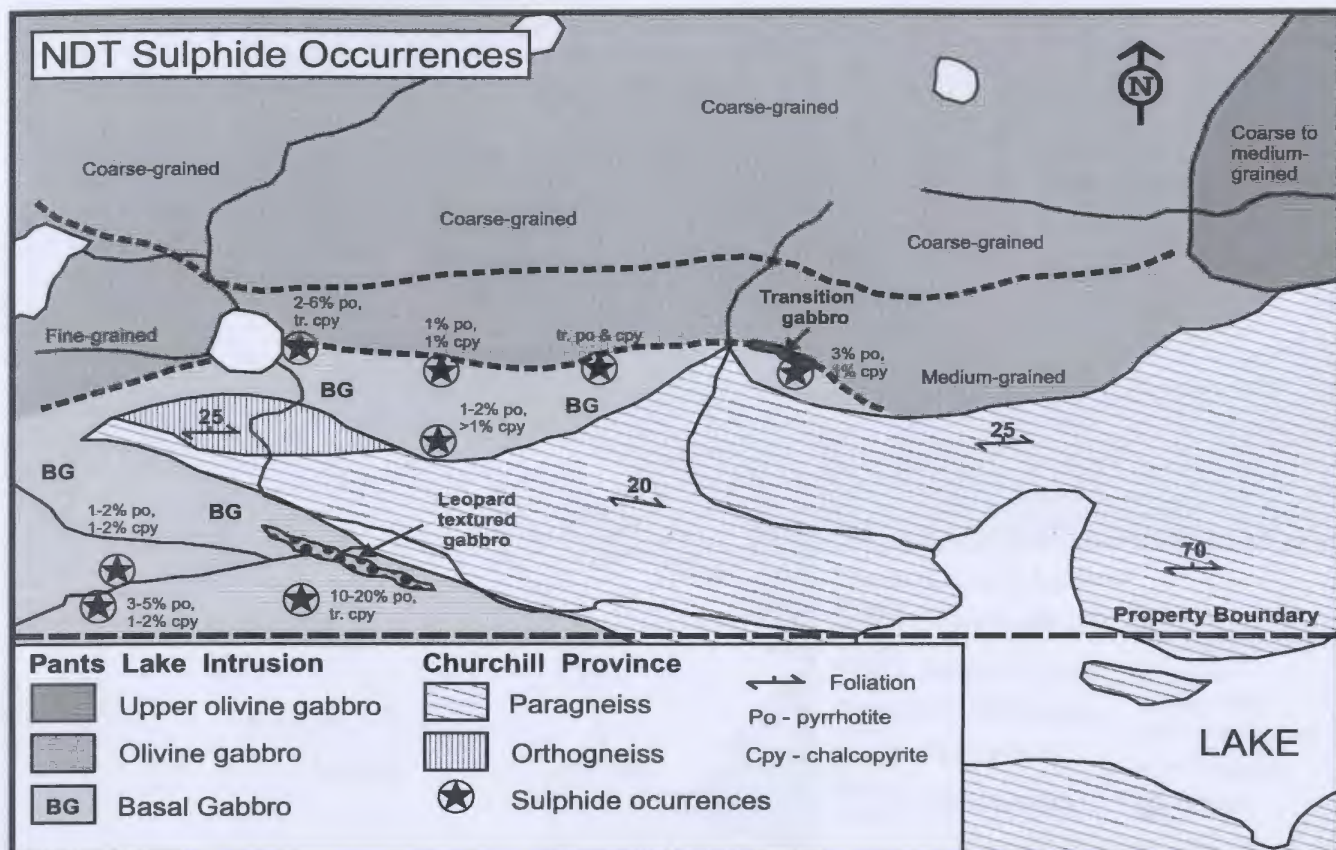 NDT Sulphide Occurrences
N
Coarse-grained
Coarse to
medium-
grained
Coarse-grained
Coarse-grained
Coarse-grained
2-6% po,
tr. cpy
Transition
gabbro
Fine-grained
1% po,
1% cpy
tr. po & cpy
3% po,
1% cpy
Medium-grained
BG
BG
1-2% po,
>1% cpy
25
25
BG
BG
20
1-2% po,
1-2% cpy
Leopard
textured
gabbro
70
3-5% po,
1-2% cpy
10-20% po,
tr. cpy
Property Boundary
Pants Lake Intrusion
Upper olivine gabbro
Olivine gabbro
BG Basal Gabbro
Churchill Province
Paragneiss
Orthogneiss
Sulphide ocurrences
Foliation
Po - pyrrhotite
Cpy - chalcopyrite
LAKE